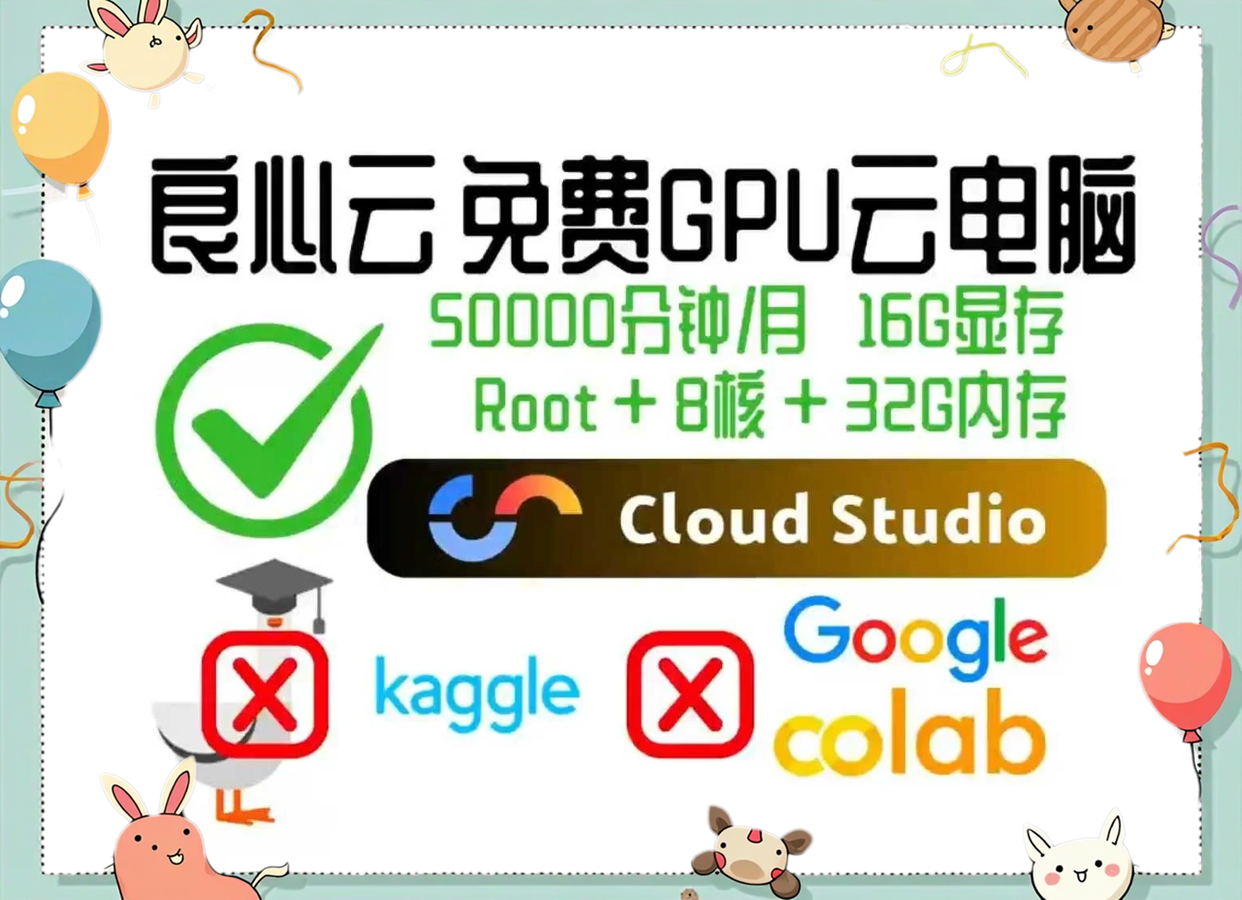 良心云 免费GPU云电脑
50000分钟/月 16G显存
Root + 8核 + 32G内存
Cloud Studio
X kaggle
X Google
colab